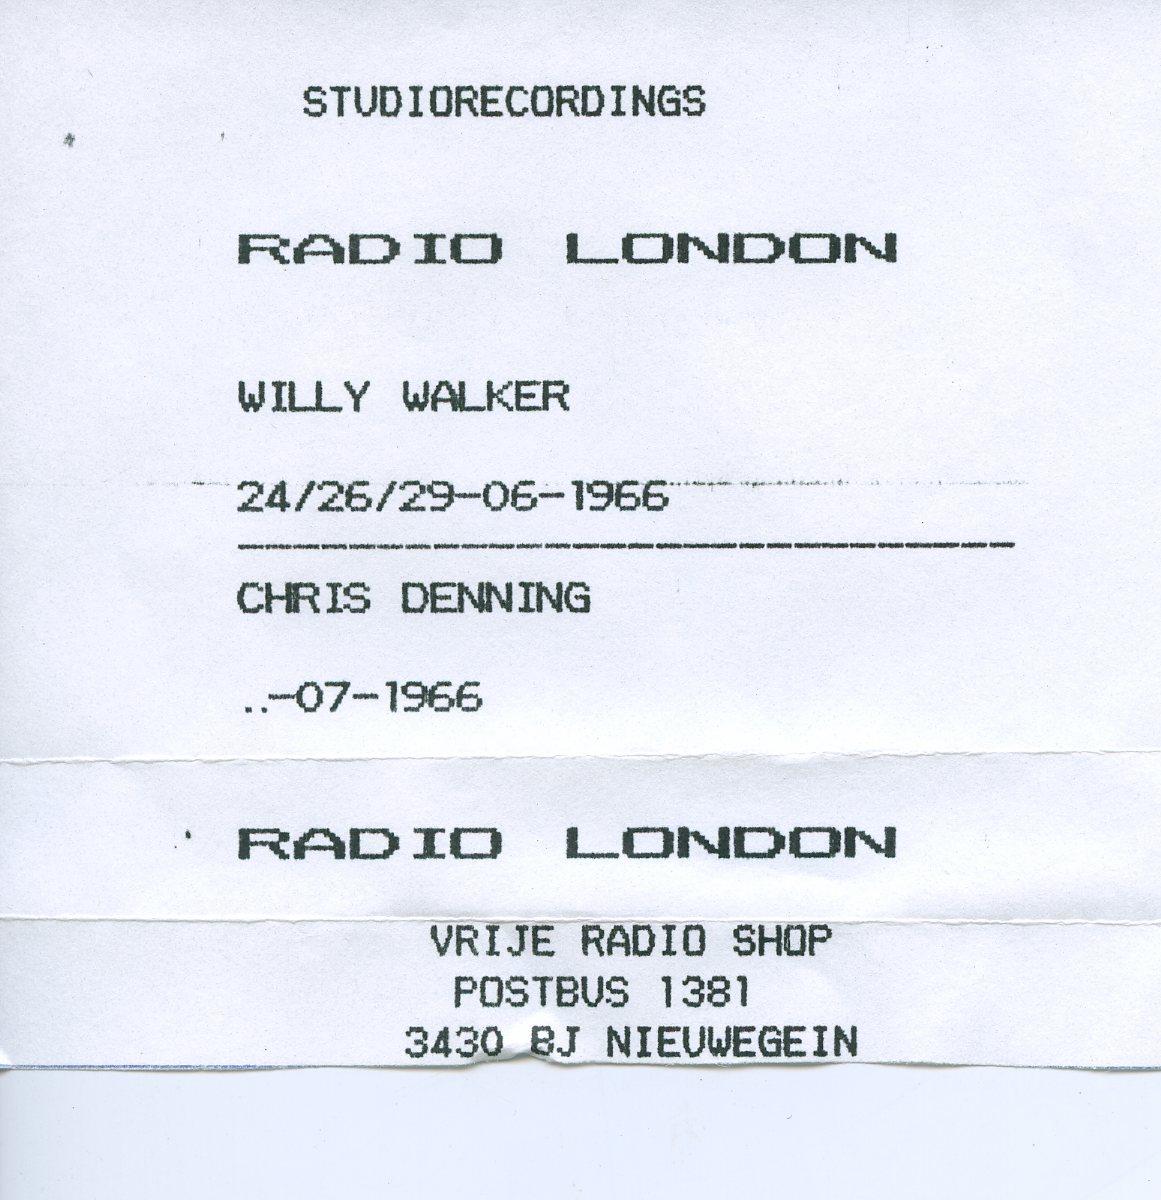 STUDIORECORDINGS
RADIO LONDON
WILLY WALKER
24/26/29-06-1966
----------------------------
CHRIS DENNING
..-07-1966
RADIO LONDON
VRIJE RADIO SHOP
POSTBUS 1381
3430 BJ NIEUWEGEIN